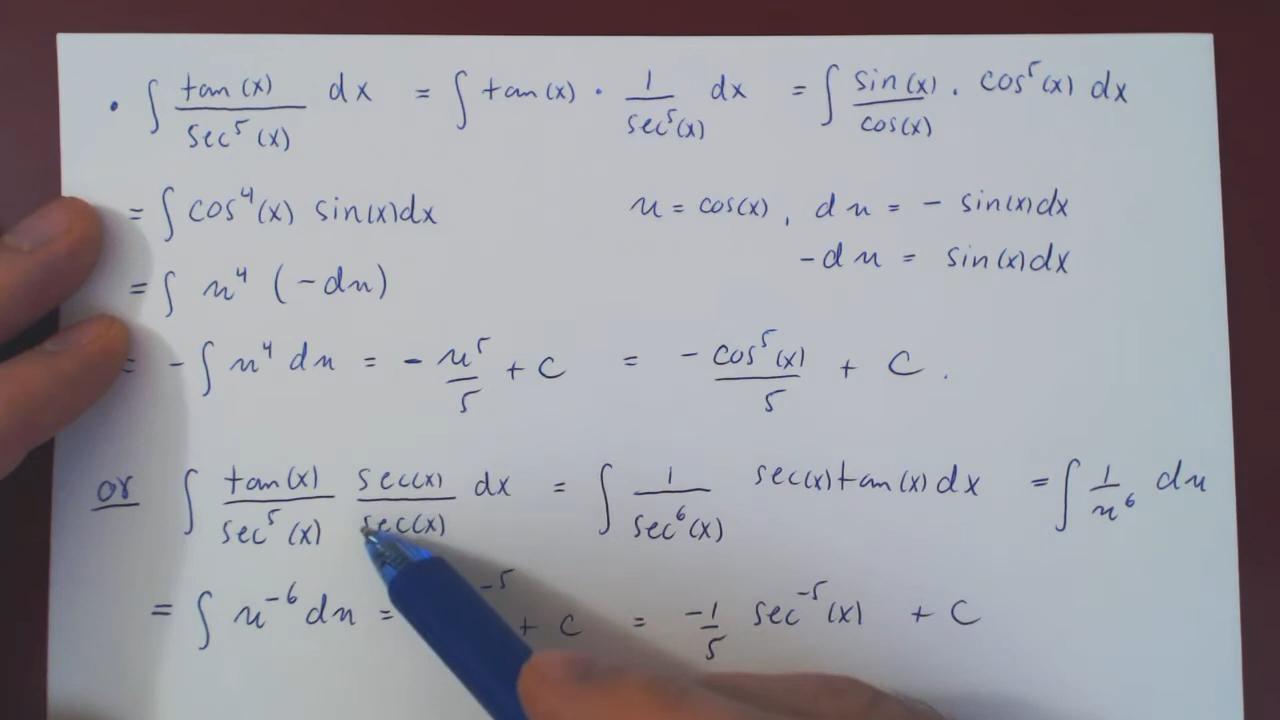 • ∫ tan(x)/sec⁵(x) dx = ∫ tan(x) · 1/sec⁵(x) dx = ∫ sin(x)/cos(x) · cos⁵(x) dx
= ∫ cos⁴(x) sin(x)dx u = cos(x), du = - sin(x)dx
-du = sin(x)dx
= ∫ u⁴ (-du)
= - ∫ u⁴ du = - u⁵/5 + C = - cos⁵(x)/5 + C.
or ∫ tan(x)/sec⁵(x) sec(x)/sec(x) dx = ∫ 1/sec⁶(x) sec(x)tan(x)dx = ∫ 1/u⁶ du
= ∫ u⁻⁶ du = ⁻⁵ + C = -1/5 sec⁻⁵(x) + C